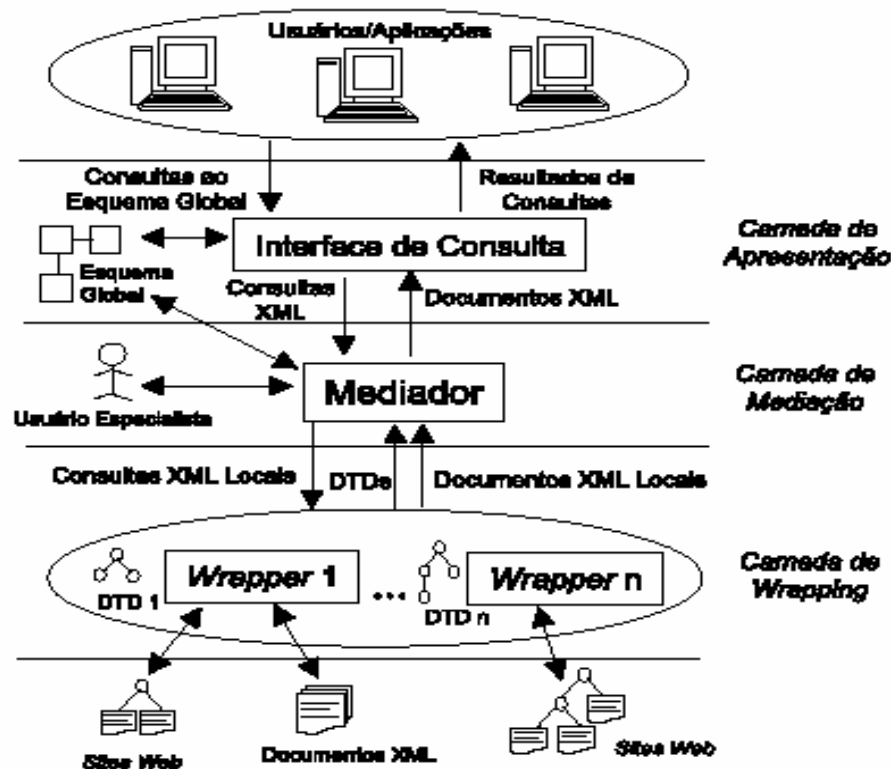 Usuários/Aplicações
Consultas ao
Esquema Global
Resultados de
Consultas
Interface de Consulta
Camada de
Apresentação
Esquema
Global
Consultas
XML
Documentos XML
Mediador
Usuário Especialista
Camada de
Mediação
Consultas XML Locais
DTDs
Documentos XML Locais
DTD 1
Wrapper 1
...
DTD n
Wrapper n
Camada de
Wrapping
Sites Web
Documentos XML
Sites Web